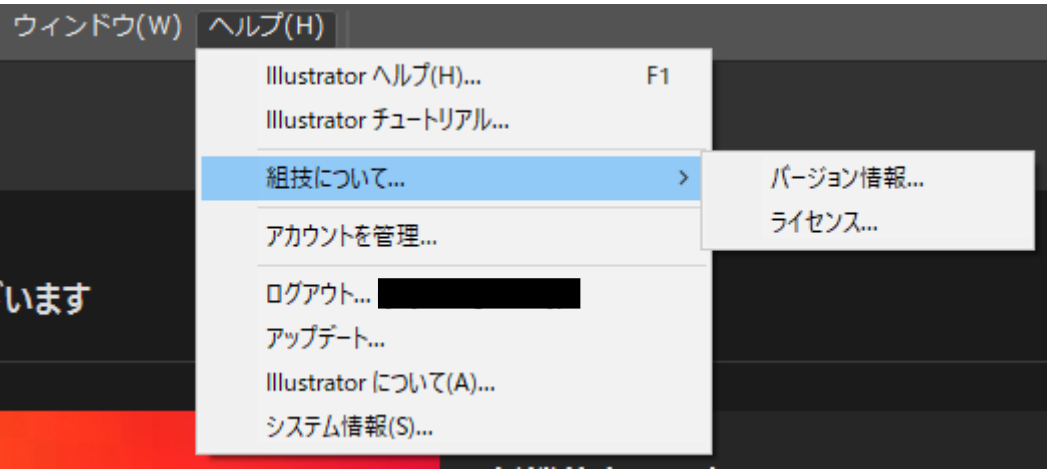 ウィンドウ(W) ヘルプ(H)
Illustrator ヘルプ(H)... F1
Illustrator チュートリアル...
組技について... >
バージョン情報...
ライセンス...
アカウントを管理...
ログアウト...
アップデート...
Illustrator について(A)...
システム情報(S)...
います